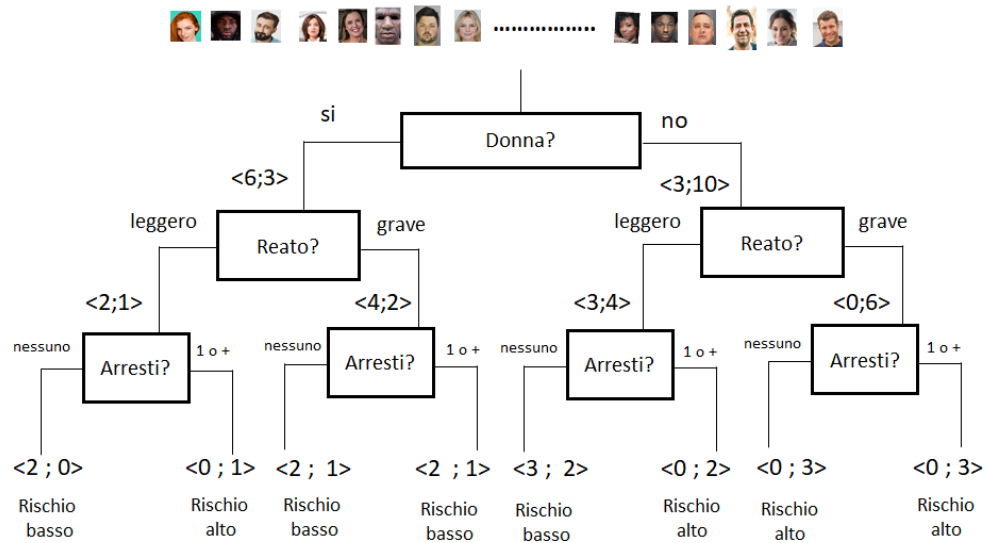 si
Donna?
no
<6;3>
<3;10>
leggero
Reato?
grave
leggero
Reato?
grave
<2;1>
<4;2>
<3;4>
<0;6>
nessuno
Arresti?
1 o +
nessuno
Arresti?
1 o +
nessuno
Arresti?
1 o +
nessuno
Arresti?
1 o +
<2 ; 0>
<0 ; 1>
<2 ; 1>
<2 ; 1>
<3 ; 2>
<0 ; 2>
<0 ; 3>
<0 ; 3>
Rischio
basso
Rischio
alto
Rischio
basso
Rischio
basso
Rischio
basso
Rischio
alto
Rischio
alto
Rischio
alto